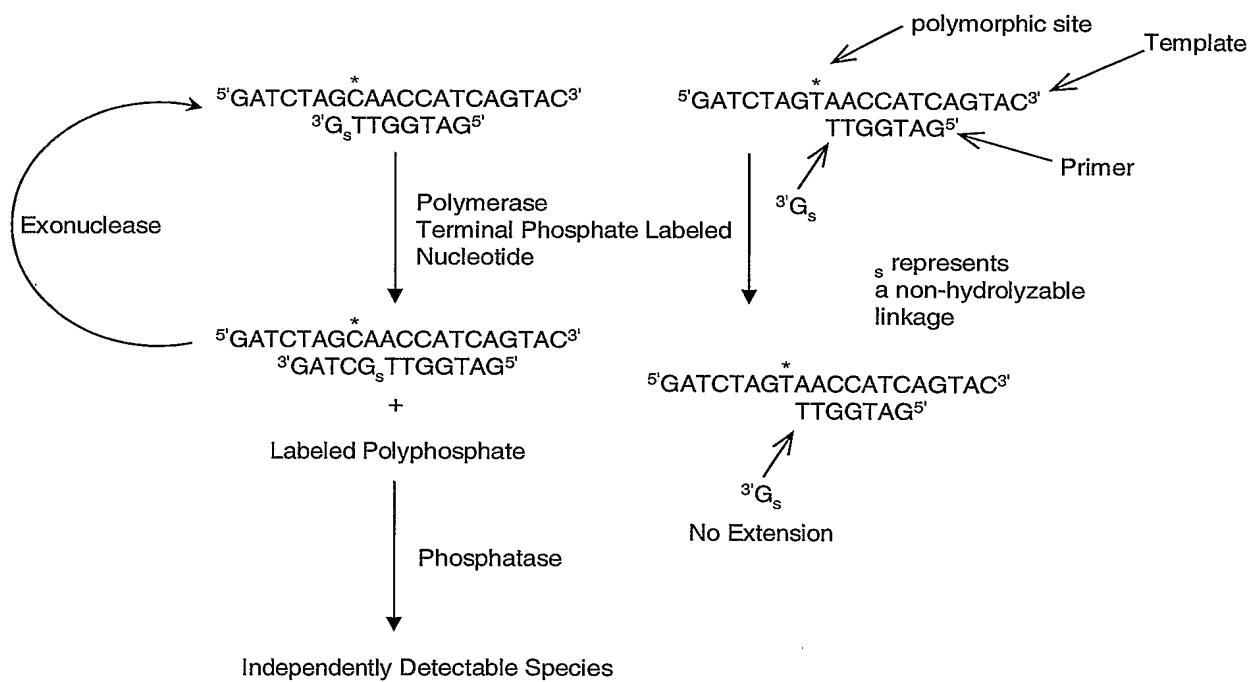 polymorphic site
Template
*
5'GATCTAGCAACCATCAGTAC3'
3'GsTTGGTAG5'
*
5'GATCTAGTAACCATCAGTAC3'
TTGGTAG5'
Primer
3'Gs
Exonuclease
Polymerase
Terminal Phosphate Labeled
Nucleotide
s represents
a non-hydrolyzable
linkage
*
5'GATCTAGCAACCATCAGTAC3'
3'GATCGsTTGGTAG5'
+
Labeled Polyphosphate
*
5'GATCTAGTAACCATCAGTAC3'
TTGGTAG5'
3'Gs
No Extension
Phosphatase
Independently Detectable Species